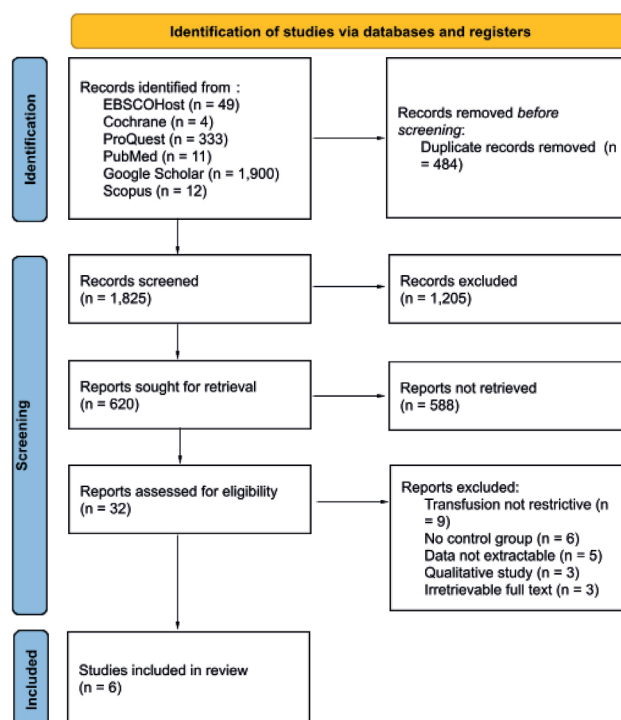 Identification of studies via databases and registers
Identification
Records identified from :
EBSCOHost (n = 49)
Cochrane (n = 4)
ProQuest (n = 333)
PubMed (n = 11)
Google Scholar (n = 1,900)
Scopus (n = 12)
Records removed before
screening:
Duplicate records removed (n
= 484)
Screening
Records screened
(n = 1,825)
Records excluded
(n = 1,205)
Reports sought for retrieval
(n = 620)
Reports not retrieved
(n = 588)
Reports assessed for eligibility
(n = 32)
Reports excluded:
Transfusion not restrictive (n
= 9)
No control group (n = 6)
Data not extractable (n = 5)
Qualitative study (n = 3)
Irretrievable full text (n = 3)
Included
Studies included in review
(n = 6)